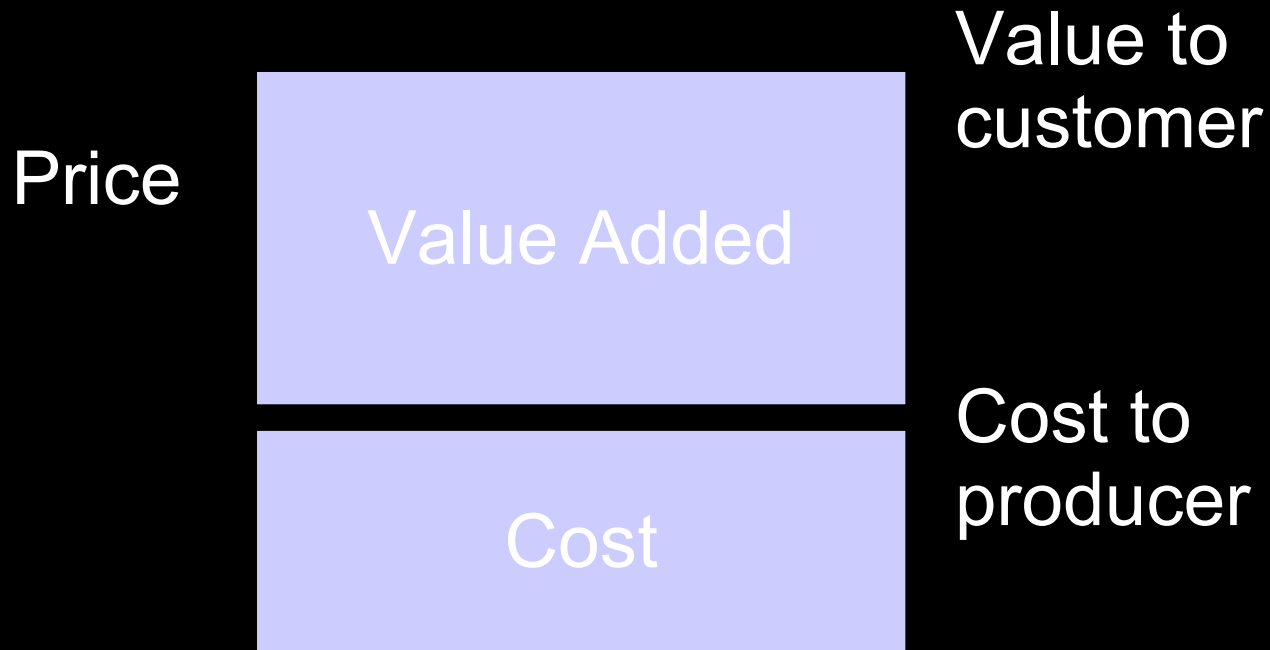 Value to
customer
Price
Value Added
Cost to
producer
Cost